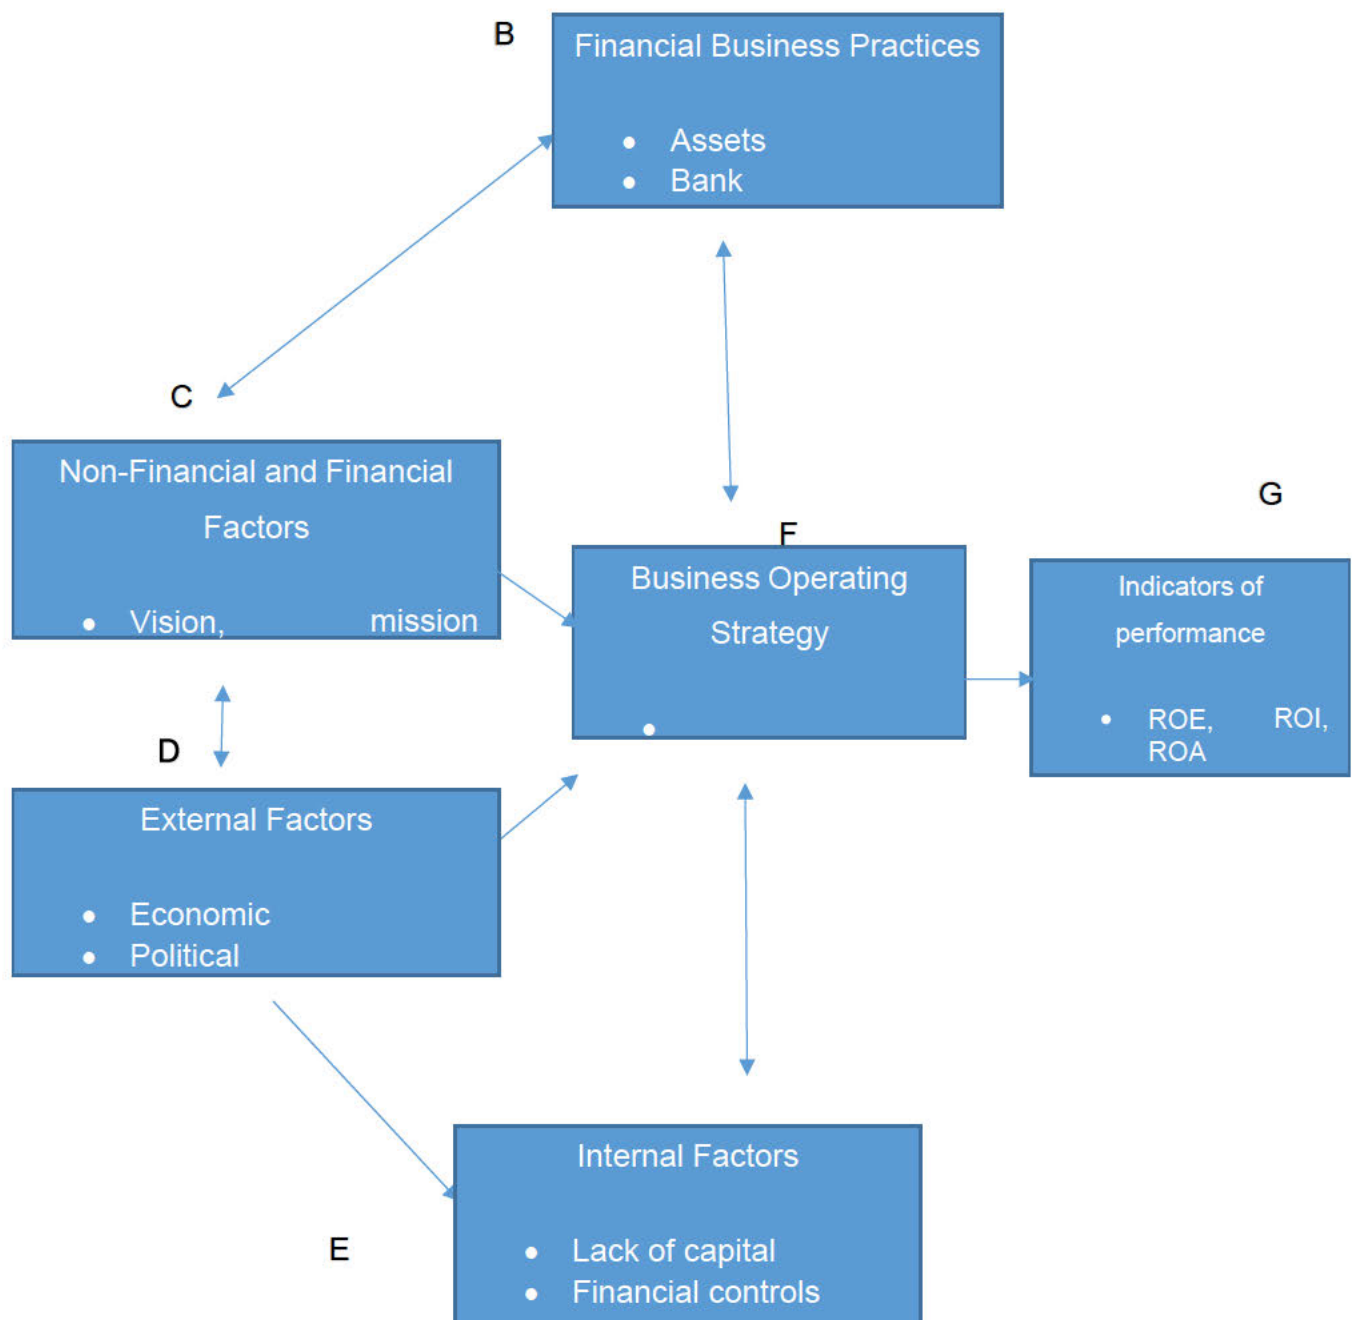 B
Financial Business Practices
• Assets
• Bank
C
Non-Financial and Financial
Factors
• Vision, mission
F
Business Operating
Strategy
•
G
Indicators of
performance
• ROE, ROI,
ROA
D
External Factors
• Economic
• Political
Internal Factors
E
• Lack of capital
• Financial controls